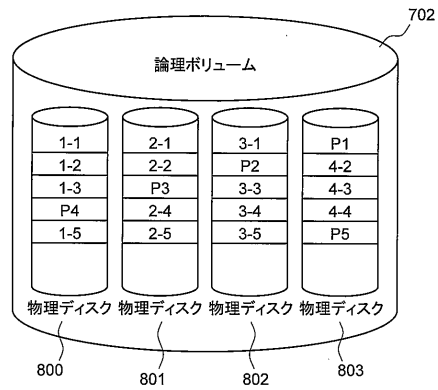 702
論理ボリューム
1-1 2-1 3-1 P1
1-2 2-2 P2 4-2
1-3 P3 3-3 4-3
P4 2-4 3-4 4-4
1-5 2-5 3-5 P5
物理ディスク 物理ディスク 物理ディスク 物理ディスク
800 801 802 803